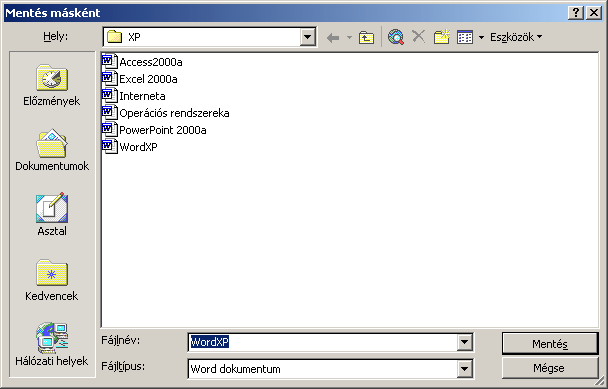 Mentés másként
Hely: XP Eszközök
Access2000a
Excel 2000a
Interneta
Operációs rendszereka
PowerPoint 2000a
WordXP
Előzmények
Dokumentumok
Asztal
Kedvencek
Hálózati helyek
Fájlnév: WordXP Mentés
Fájltípus: Word dokumentum Mégse